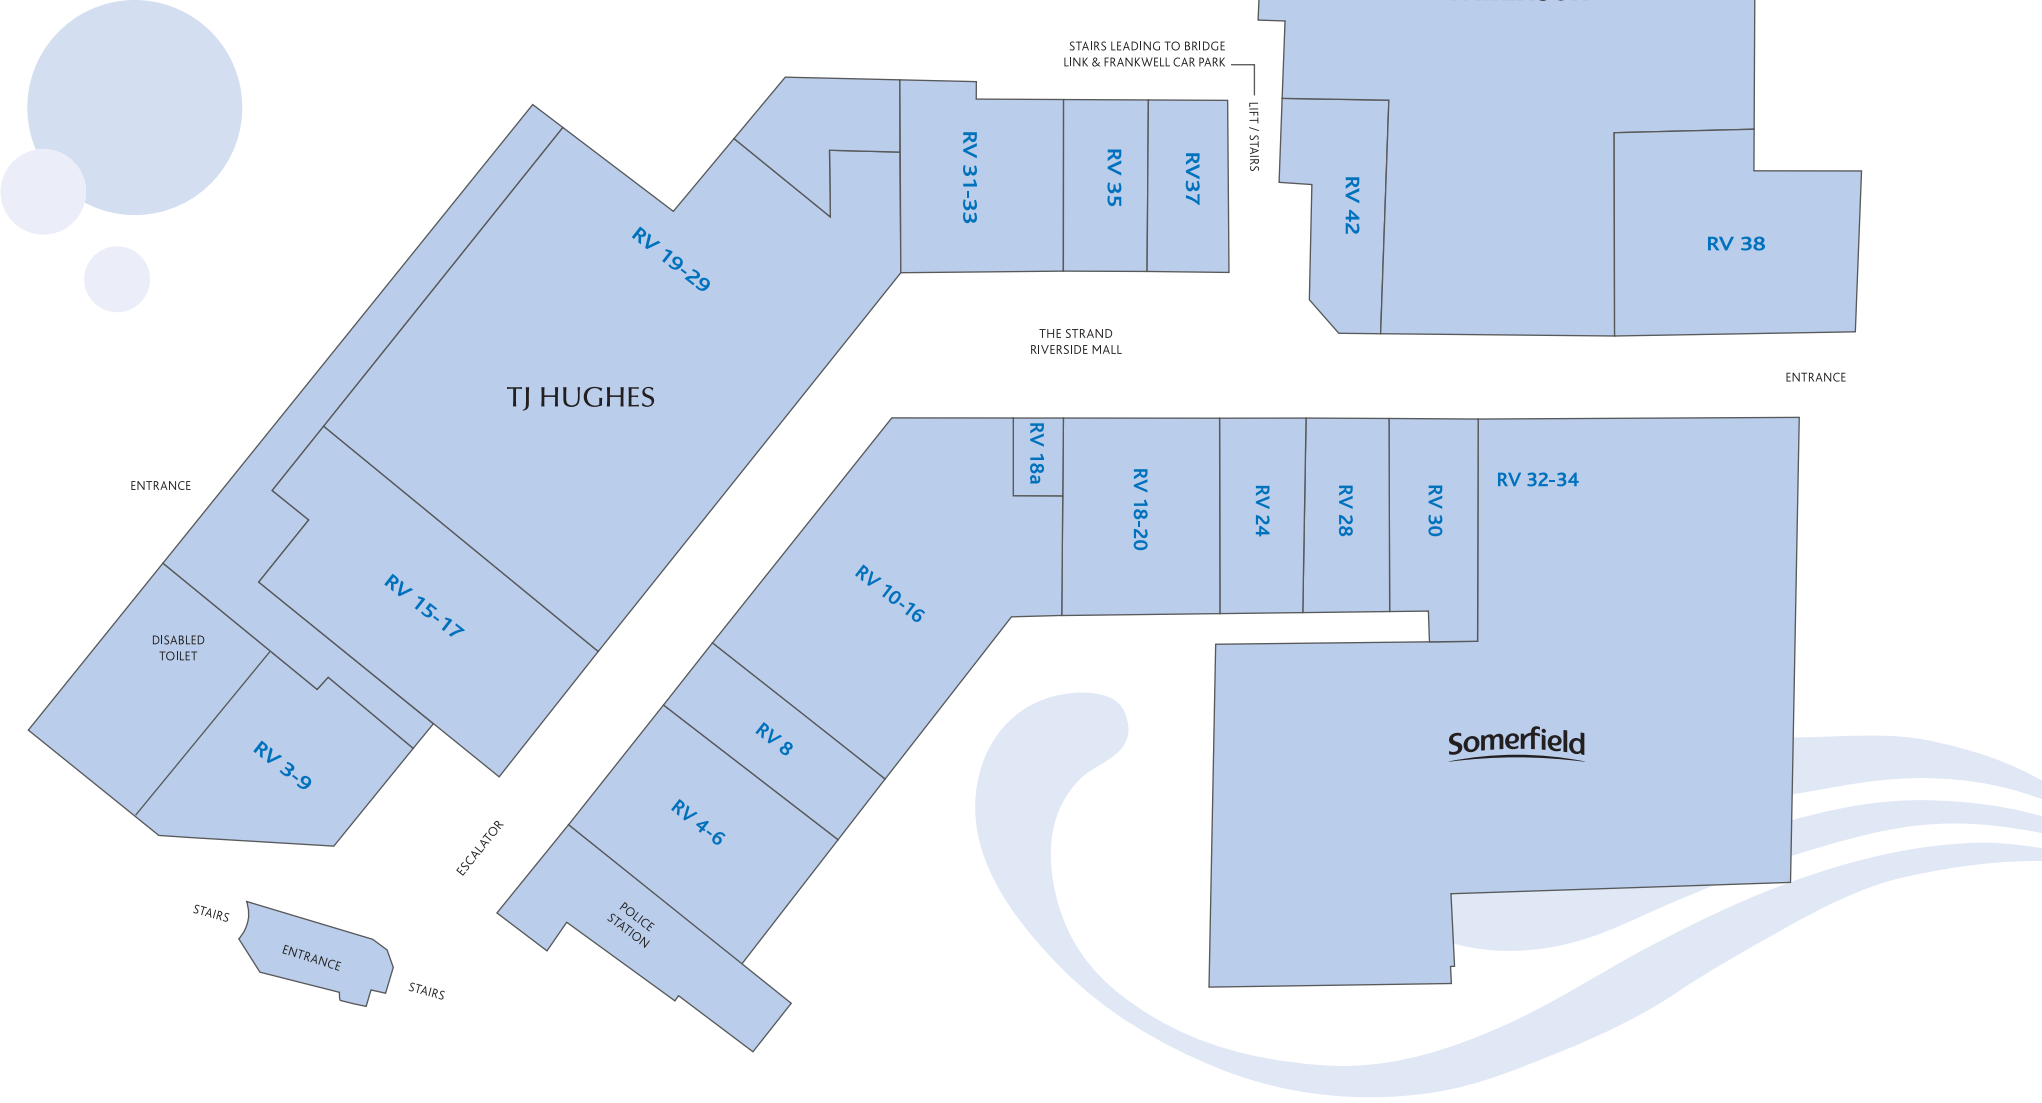 STAIRS LEADING TO BRIDGE
LINK & FRANKWELL CAR PARK
LIFT / STAIRS
RV 31-33
RV 35
RV37
RV 42
RV 38
RV 19-29
THE STRAND
RIVERSIDE MALL
ENTRANCE
TJ HUGHES
RV 18a
RV 18-20
RV 24
RV 28
RV 30
RV 32-34
ENTRANCE
RV 10-16
RV 15-17
DISABLED
TOILET
RV 8
Somerfield
RV 3-9
RV 4-6
ESCALATOR
STAIRS
POLICE
STATION
ENTRANCE
STAIRS